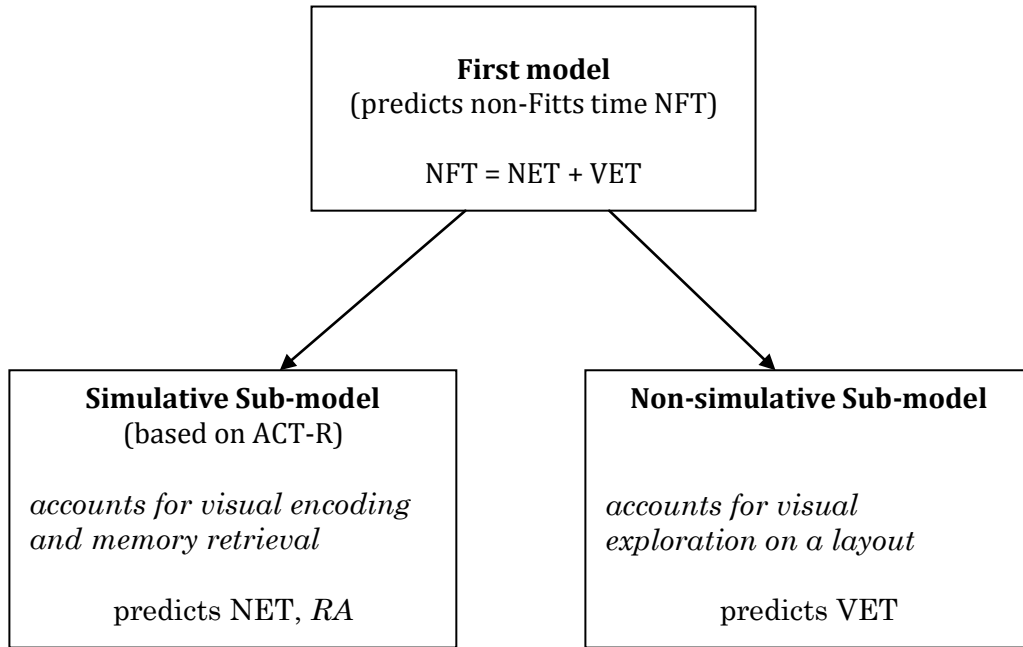 First model
(predicts non-Fitts time NFT)
NFT = NET + VET
Simulative Sub-model
(based on ACT-R)
accounts for visual encoding
and memory retrieval
predicts NET, RA
Non-simulative Sub-model
accounts for visual
exploration on a layout
predicts VET